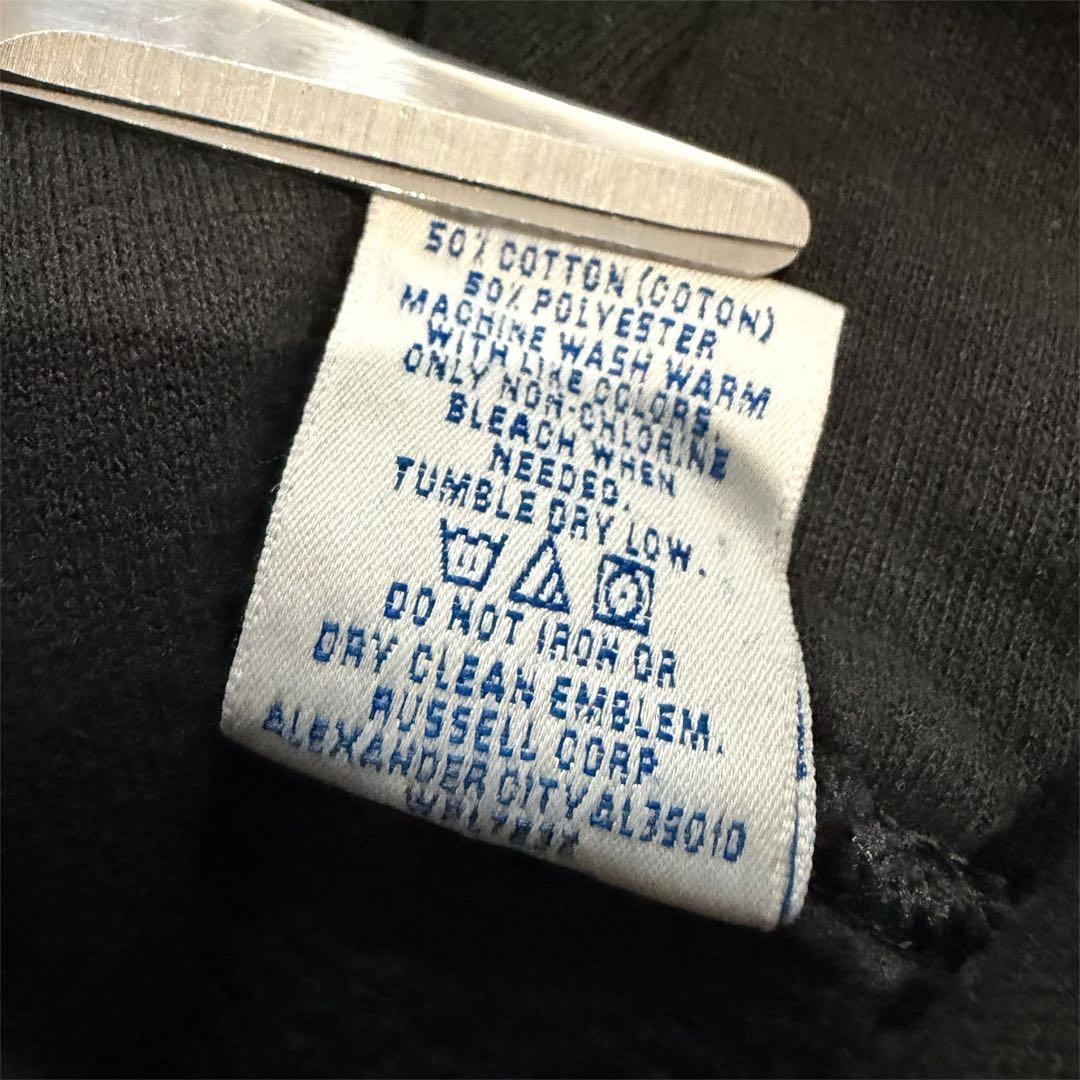 50% COTTON (COTON)
50% POLYESTER
MACHINE WASH WARM
WITH LIKE COLORS.
ONLY NON-CHLORINE
BLEACH WHEN
NEEDED.
TUMBLE DRY LOW.
DO NOT IRON OR
DRY CLEAN EMBLEM.
RUSSELL CORP
ALEXANDER CITY AL35010